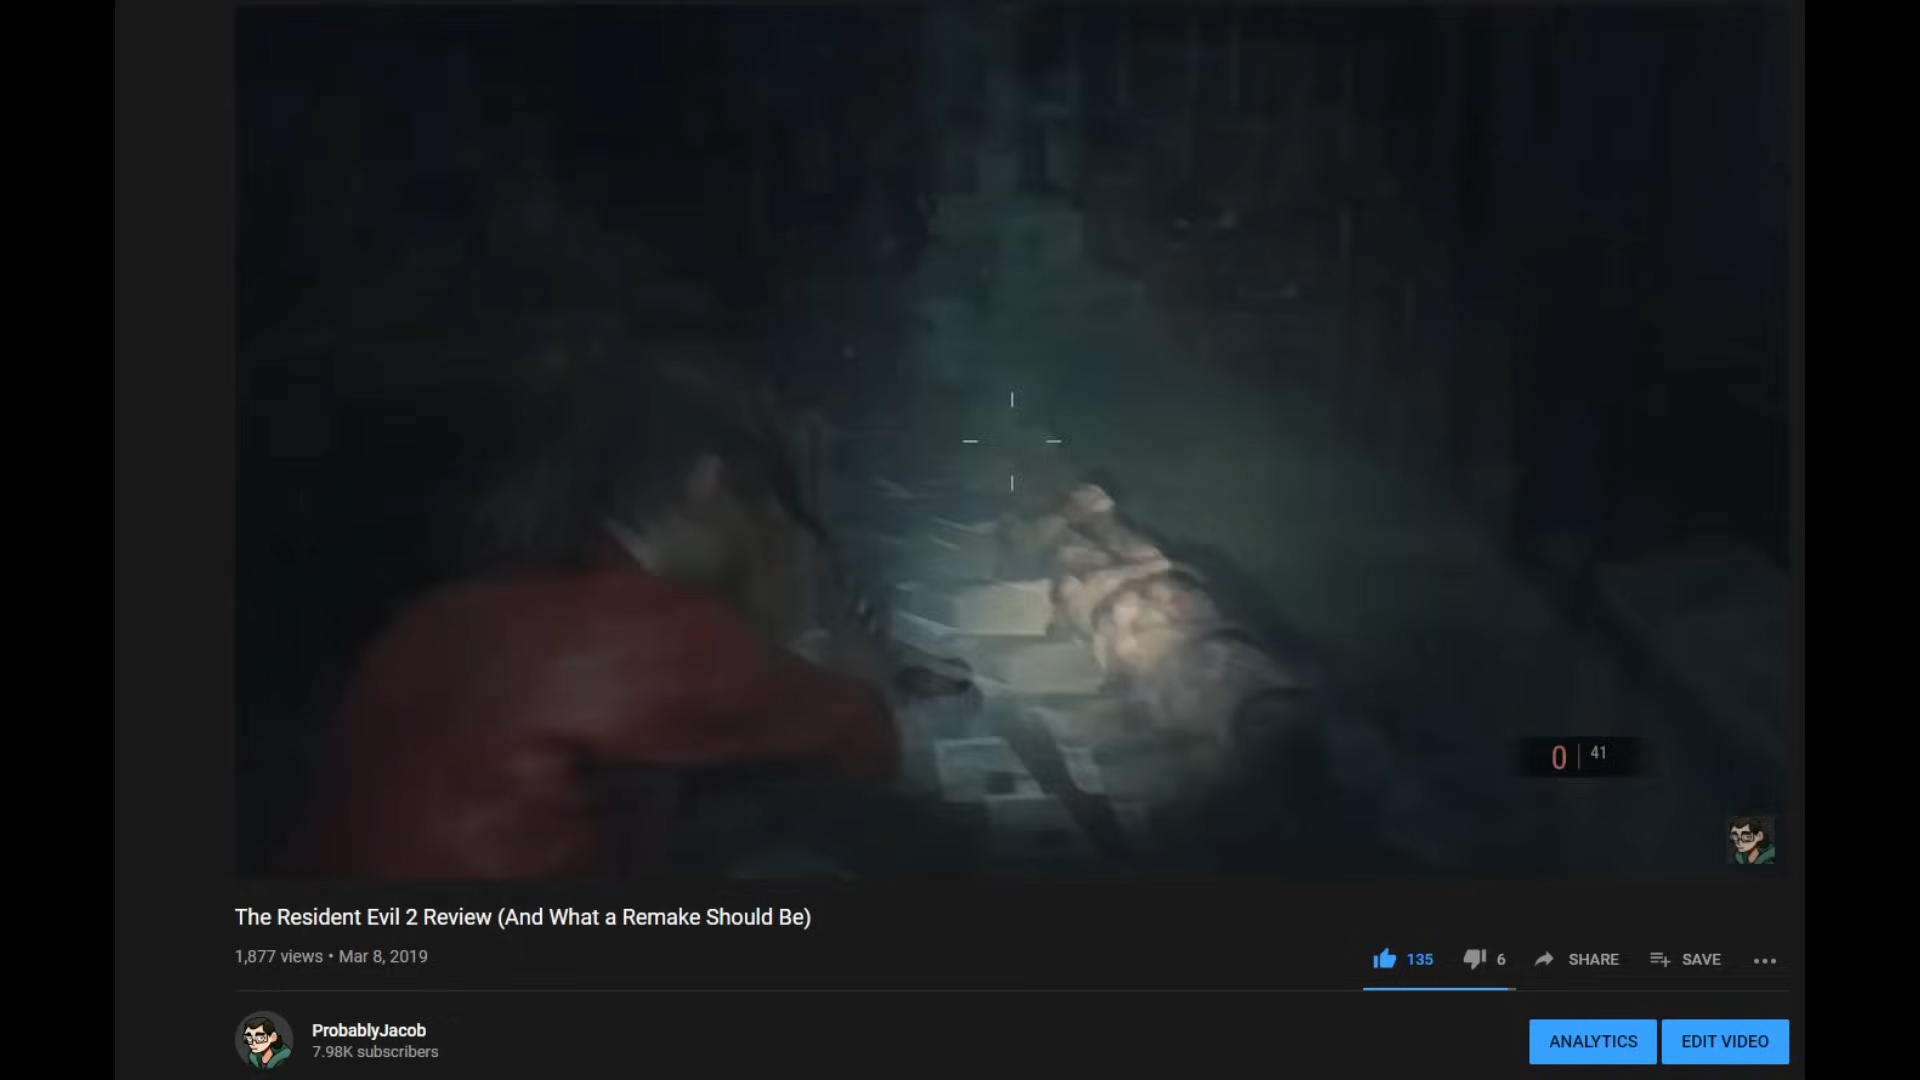 0 | 41
The Resident Evil 2 Review (And What a Remake Should Be)
1,877 views • Mar 8, 2019
135 6 SHARE SAVE
ProbablyJacob
7.98K subscribers
ANALYTICS EDIT VIDEO